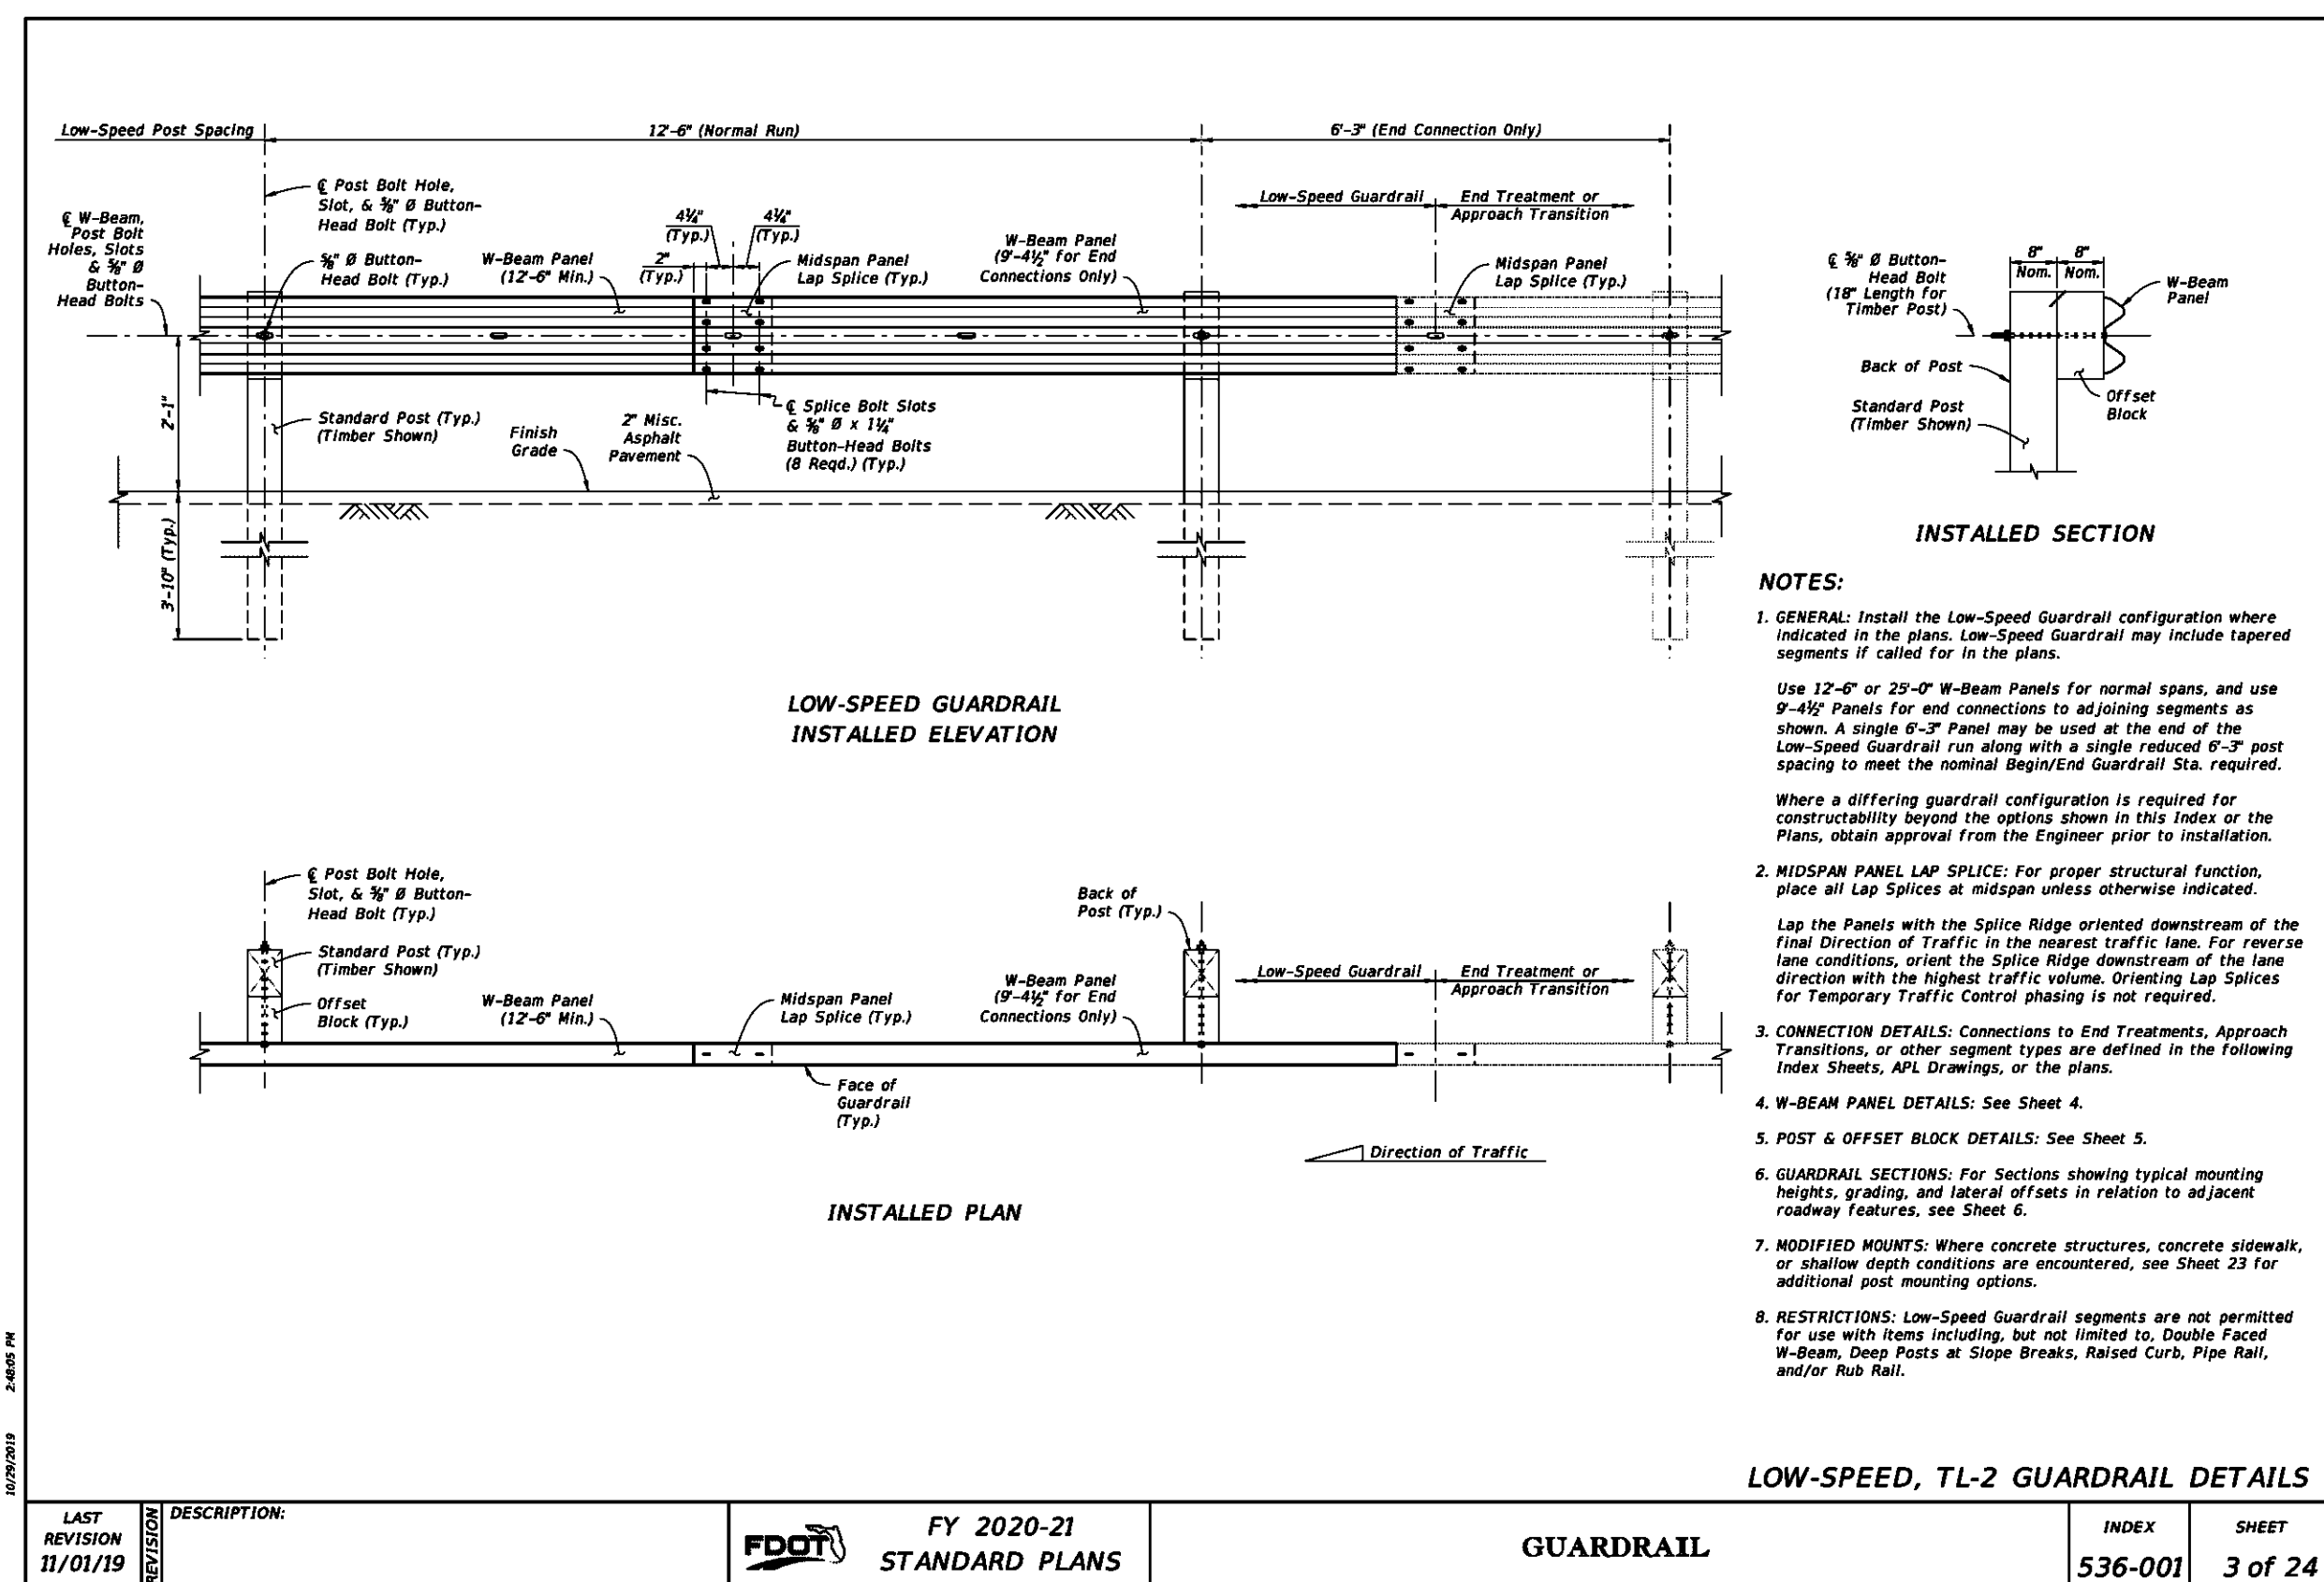 Low-Speed Post Spacing
12'-6" (Normal Run)
6'-3" (End Connection Only)
℄ Post Bolt Hole,
Slot, & ⅝" Ø Button-
Head Bolt (Typ.)
℄ W-Beam,
Post Bolt
Holes, Slots
& ⅝" Ø
Button-
Head Bolts
⅝" Ø Button-
Head Bolt (Typ.)
W-Beam Panel
(12'-6" Min.)
2"
(Typ.)
4¼"
(Typ.)
4¼"
(Typ.)
Midspan Panel
Lap Splice (Typ.)
W-Beam Panel
(9'-4½" for End
Connections Only)
Low-Speed Guardrail
End Treatment or
Approach Transition
Midspan Panel
Lap Splice (Typ.)
2'-1"
3'-10" (Typ.)
Standard Post (Typ.)
(Timber Shown)
Finish
Grade
2" Misc.
Asphalt
Pavement
℄ Splice Bolt Slots
& ⅝" Ø x 1¼"
Button-Head Bolts
(8 Reqd.) (Typ.)
LOW-SPEED GUARDRAIL
INSTALLED ELEVATION
℄ ⅝" Ø Button-
Head Bolt
(18" Length for
Timber Post)
8"
Nom.
8"
Nom.
W-Beam
Panel
Back of Post
Standard Post
(Timber Shown)
Offset
Block
INSTALLED SECTION
℄ Post Bolt Hole,
Slot, & ⅝" Ø Button-
Head Bolt (Typ.)
Standard Post (Typ.)
(Timber Shown)
Offset
Block (Typ.)
W-Beam Panel
(12'-6" Min.)
Midspan Panel
Lap Splice (Typ.)
Back of
Post (Typ.)
W-Beam Panel
(9'-4½" for End
Connections Only)
Low-Speed Guardrail
End Treatment or
Approach Transition
Face of
Guardrail
(Typ.)
Direction of Traffic
INSTALLED PLAN
NOTES:
1. GENERAL: Install the Low-Speed Guardrail configuration where
indicated in the plans. Low-Speed Guardrail may include tapered
segments if called for in the plans.
Use 12'-6" or 25'-0" W-Beam Panels for normal spans, and use
9'-4½" Panels for end connections to adjoining segments as
shown. A single 6'-3" Panel may be used at the end of the
Low-Speed Guardrail run along with a single reduced 6'-3" post
spacing to meet the nominal Begin/End Guardrail Sta. required.
Where a differing guardrail configuration is required for
constructability beyond the options shown in this Index or the
Plans, obtain approval from the Engineer prior to installation.
2. MIDSPAN PANEL LAP SPLICE: For proper structural function,
place all Lap Splices at midspan unless otherwise indicated.
Lap the Panels with the Splice Ridge oriented downstream of the
final Direction of Traffic in the nearest traffic lane. For reverse
lane conditions, orient the Splice Ridge downstream of the lane
direction with the highest traffic volume. Orienting Lap Splices
for Temporary Traffic Control phasing is not required.
3. CONNECTION DETAILS: Connections to End Treatments, Approach
Transitions, or other segment types are defined in the following
Index Sheets, APL Drawings, or the plans.
4. W-BEAM PANEL DETAILS: See Sheet 4.
5. POST & OFFSET BLOCK DETAILS: See Sheet 5.
6. GUARDRAIL SECTIONS: For Sections showing typical mounting
heights, grading, and lateral offsets in relation to adjacent
roadway features, see Sheet 6.
7. MODIFIED MOUNTS: Where concrete structures, concrete sidewalk,
or shallow depth conditions are encountered, see Sheet 23 for
additional post mounting options.
8. RESTRICTIONS: Low-Speed Guardrail segments are not permitted
for use with items including, but not limited to, Double Faced
W-Beam, Deep Posts at Slope Breaks, Raised Curb, Pipe Rail,
and/or Rub Rail.
LOW-SPEED, TL-2 GUARDRAIL DETAILS
10/29/2019 2:48:05 PM
LAST
REVISION
11/01/19
REVISION
DESCRIPTION:
FDOT
FY 2020-21
STANDARD PLANS
GUARDRAIL
INDEX
536-001
SHEET
3 of 24